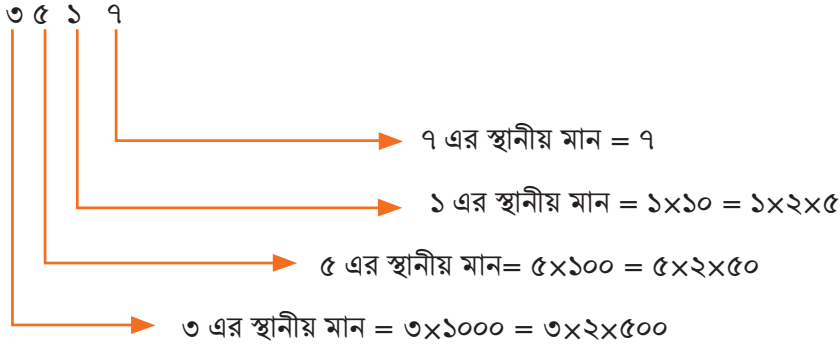 ৩ ৫ ১ ৭
৭ এর স্থানীয় মান = ৭
১ এর স্থানীয় মান = ১×১০ = ১×২×৫
৫ এর স্থানীয় মান= ৫×১০০ = ৫×২×৫০
৩ এর স্থানীয় মান = ৩×১০০০ = ৩×২×৫০০